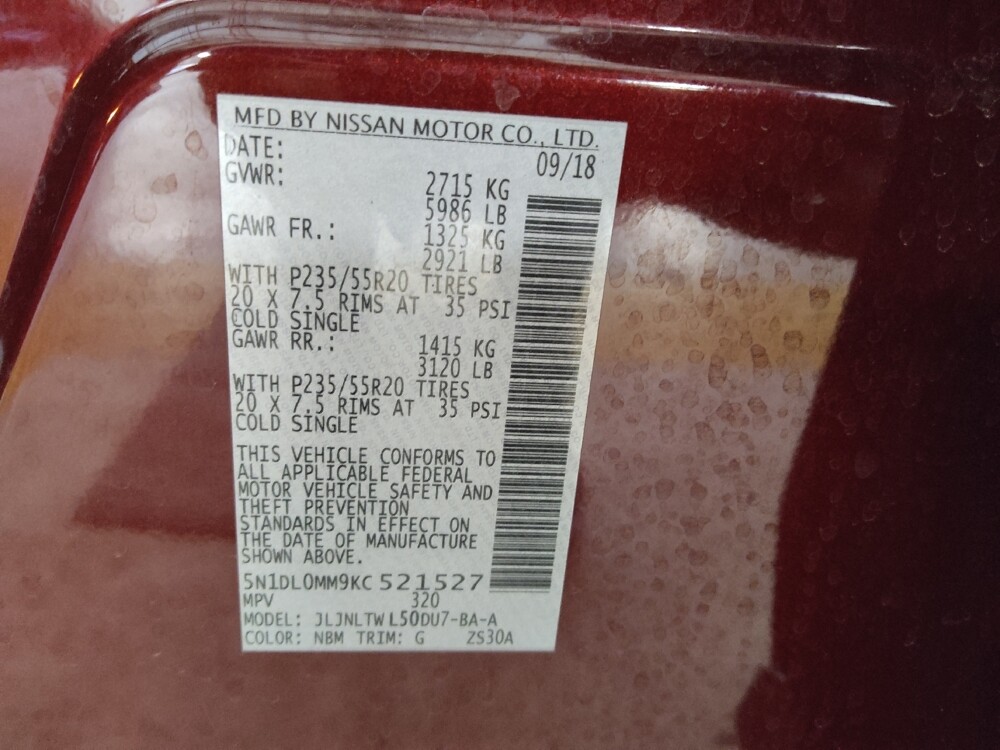 MFD BY NISSAN MOTOR CO., LTD.
DATE: 09/18
GVWR: 2715 KG
5986 LB
GAWR FR.: 1325 KG
2921 LB
WITH P235/55R20 TIRES
20 X 7.5 RIMS AT 35 PSI
COLD SINGLE
GAWR RR.: 1415 KG
3120 LB
WITH P235/55R20 TIRES
20 X 7.5 RIMS AT 35 PSI
COLD SINGLE
THIS VEHICLE CONFORMS TO
ALL APPLICABLE FEDERAL
MOTOR VEHICLE SAFETY AND
THEFT PREVENTION
STANDARDS IN EFFECT ON
THE DATE OF MANUFACTURE
SHOWN ABOVE.
5N1DL0MM9KC521527
MPV 320
MODEL: JLJNLTWL50DU7-BA-A
COLOR: NBM TRIM: G ZS30A